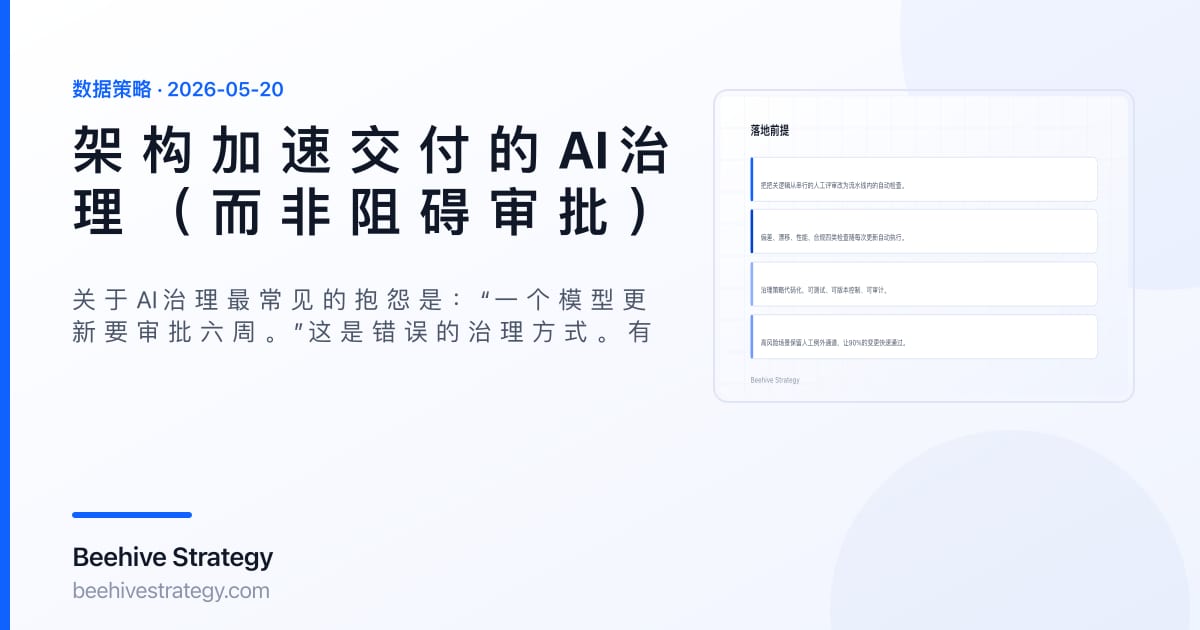 数据策略 · 2026-05-20
架构加速交付的AI治
理（而非阻碍审批）
关于AI治理最常见的抱怨是：“一个模型更
新要审批六周。”这是错误的治理方式。有
落地前提
把把关逻辑从串行的人工评审改为流水线内的自动检查。
偏差、漂移、性能、合规四类检查随每次更新自动执行。
治理策略代码化，可测试、可版本控制、可审计。
高风险场景保留人工例外通道，让90%的变更快速通过。
Beehive Strategy
Beehive Strategy
beehivestrategy.com